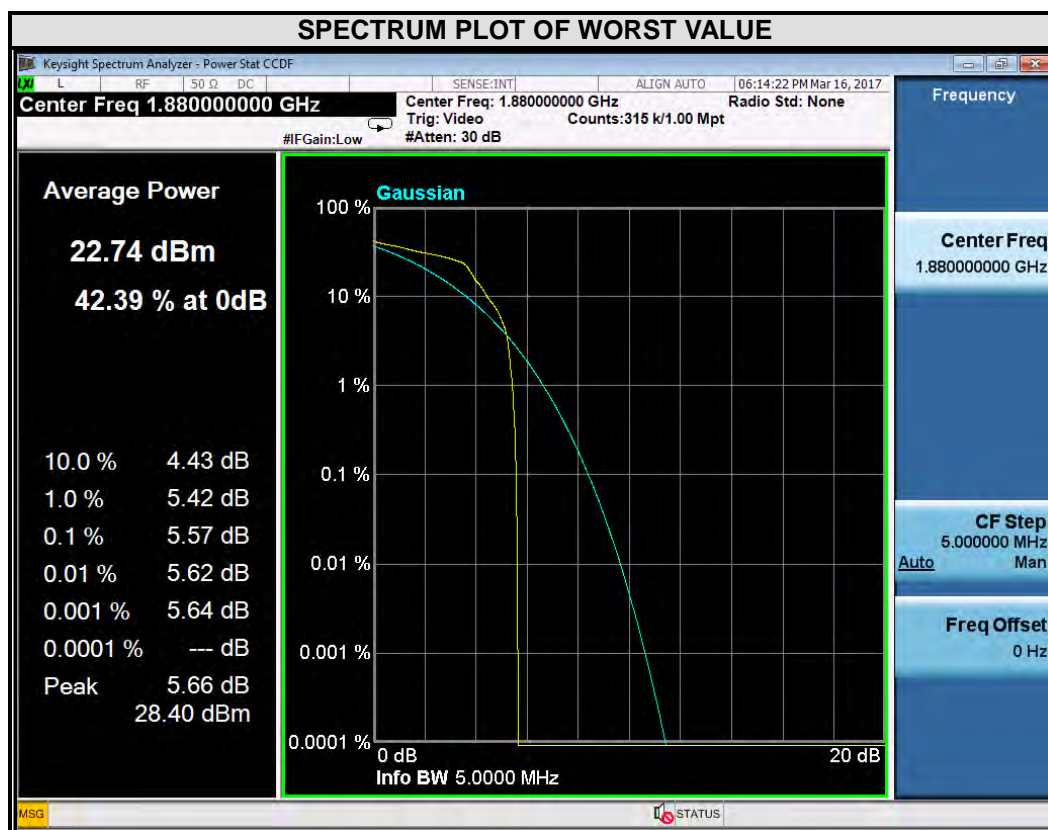 SPECTRUM PLOT OF WORST VALUE
Keysight Spectrum Analyzer - Power Stat CCDF
LXI L RF 50 Ω DC SENSE:INT ALIGN AUTO 06:14:22 PM Mar 16, 2017
Center Freq 1.880000000 GHz
Center Freq: 1.880000000 GHz Radio Std: None
Trig: Video Counts:315 k/1.00 Mpt
#IFGain:Low #Atten: 30 dB
Frequency
Average Power
22.74 dBm
42.39 % at 0dB
10.0 % 4.43 dB
1.0 % 5.42 dB
0.1 % 5.57 dB
0.01 % 5.62 dB
0.001 % 5.64 dB
0.0001 % --- dB
Peak 5.66 dB
28.40 dBm
Gaussian
100 %
10 %
1 %
0.1 %
0.01 %
0.001 %
0.0001 %
0 dB 20 dB
Info BW 5.0000 MHz
Center Freq
1.880000000 GHz
CF Step
5.000000 MHz
Auto Man
Freq Offset
0 Hz
MSG STATUS